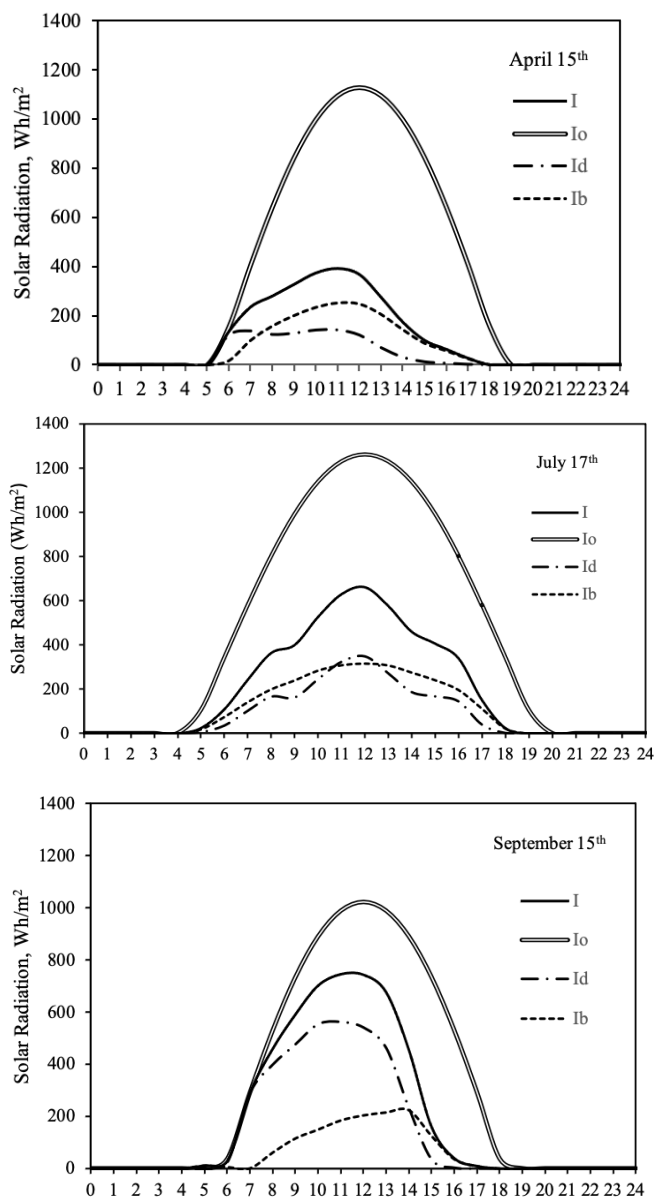 1400
1200
1000
800
600
400
200
0
Solar Radiation, Wh/m²
April 15th
I
Io
Id
Ib
0 1 2 3 4 5 6 7 8 9 10 11 12 13 14 15 16 17 18 19 20 21 22 23 24
1400
1200
1000
800
600
400
200
0
Solar Radiation (Wh/m²)
July 17th
I
Io
Id
Ib
0 1 2 3 4 5 6 7 8 9 10 11 12 13 14 15 16 17 18 19 20 21 22 23 24
1400
1200
1000
800
600
400
200
0
Solar Radiation, Wh/m²
September 15th
I
Io
Id
Ib
0 1 2 3 4 5 6 7 8 9 10 11 12 13 14 15 16 17 18 19 20 21 22 23 24